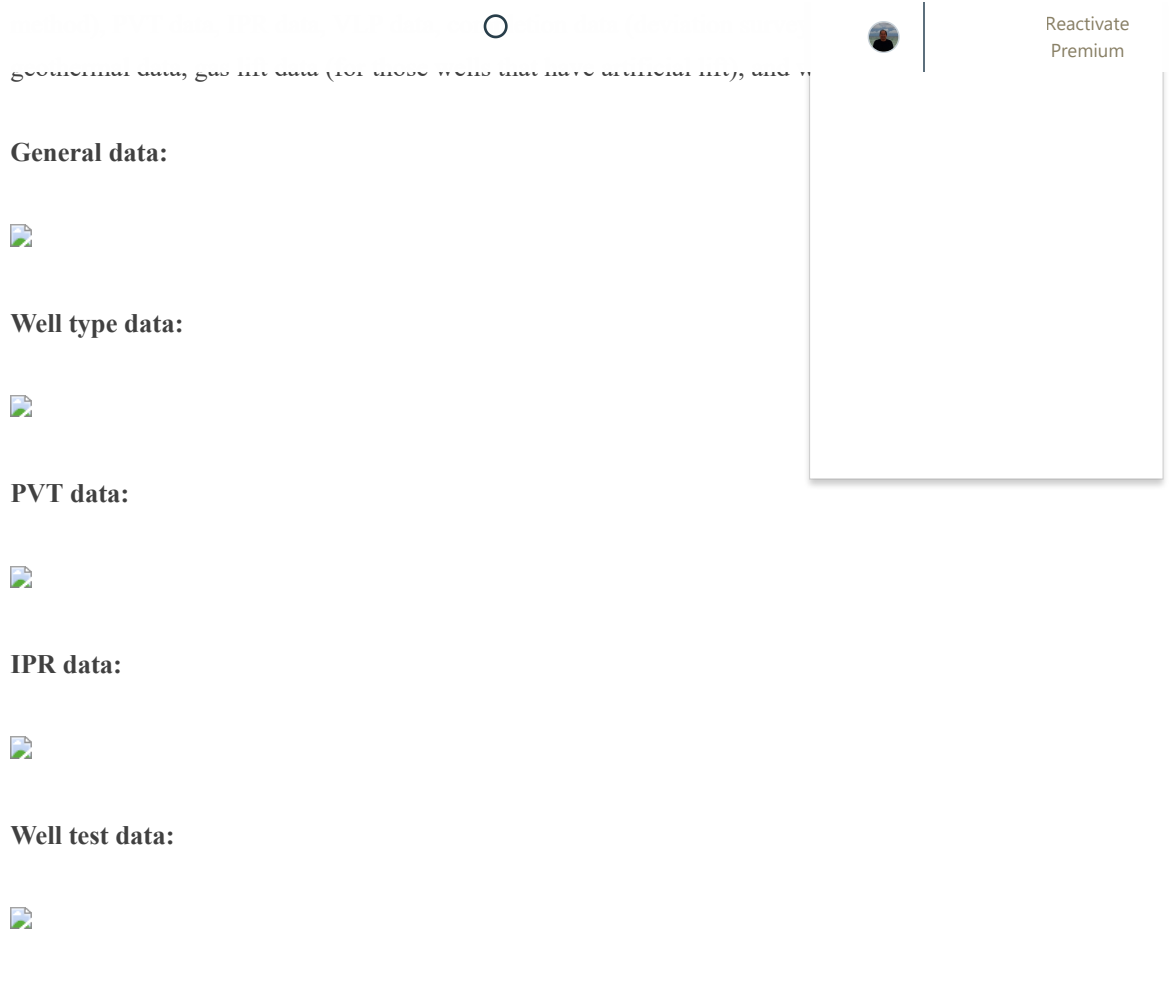 Reactivate
Premium
geothermal data, gas lift data (for those wells that have artificial lift), and
General data:
Well type data:
PVT data:
IPR data:
Well test data: